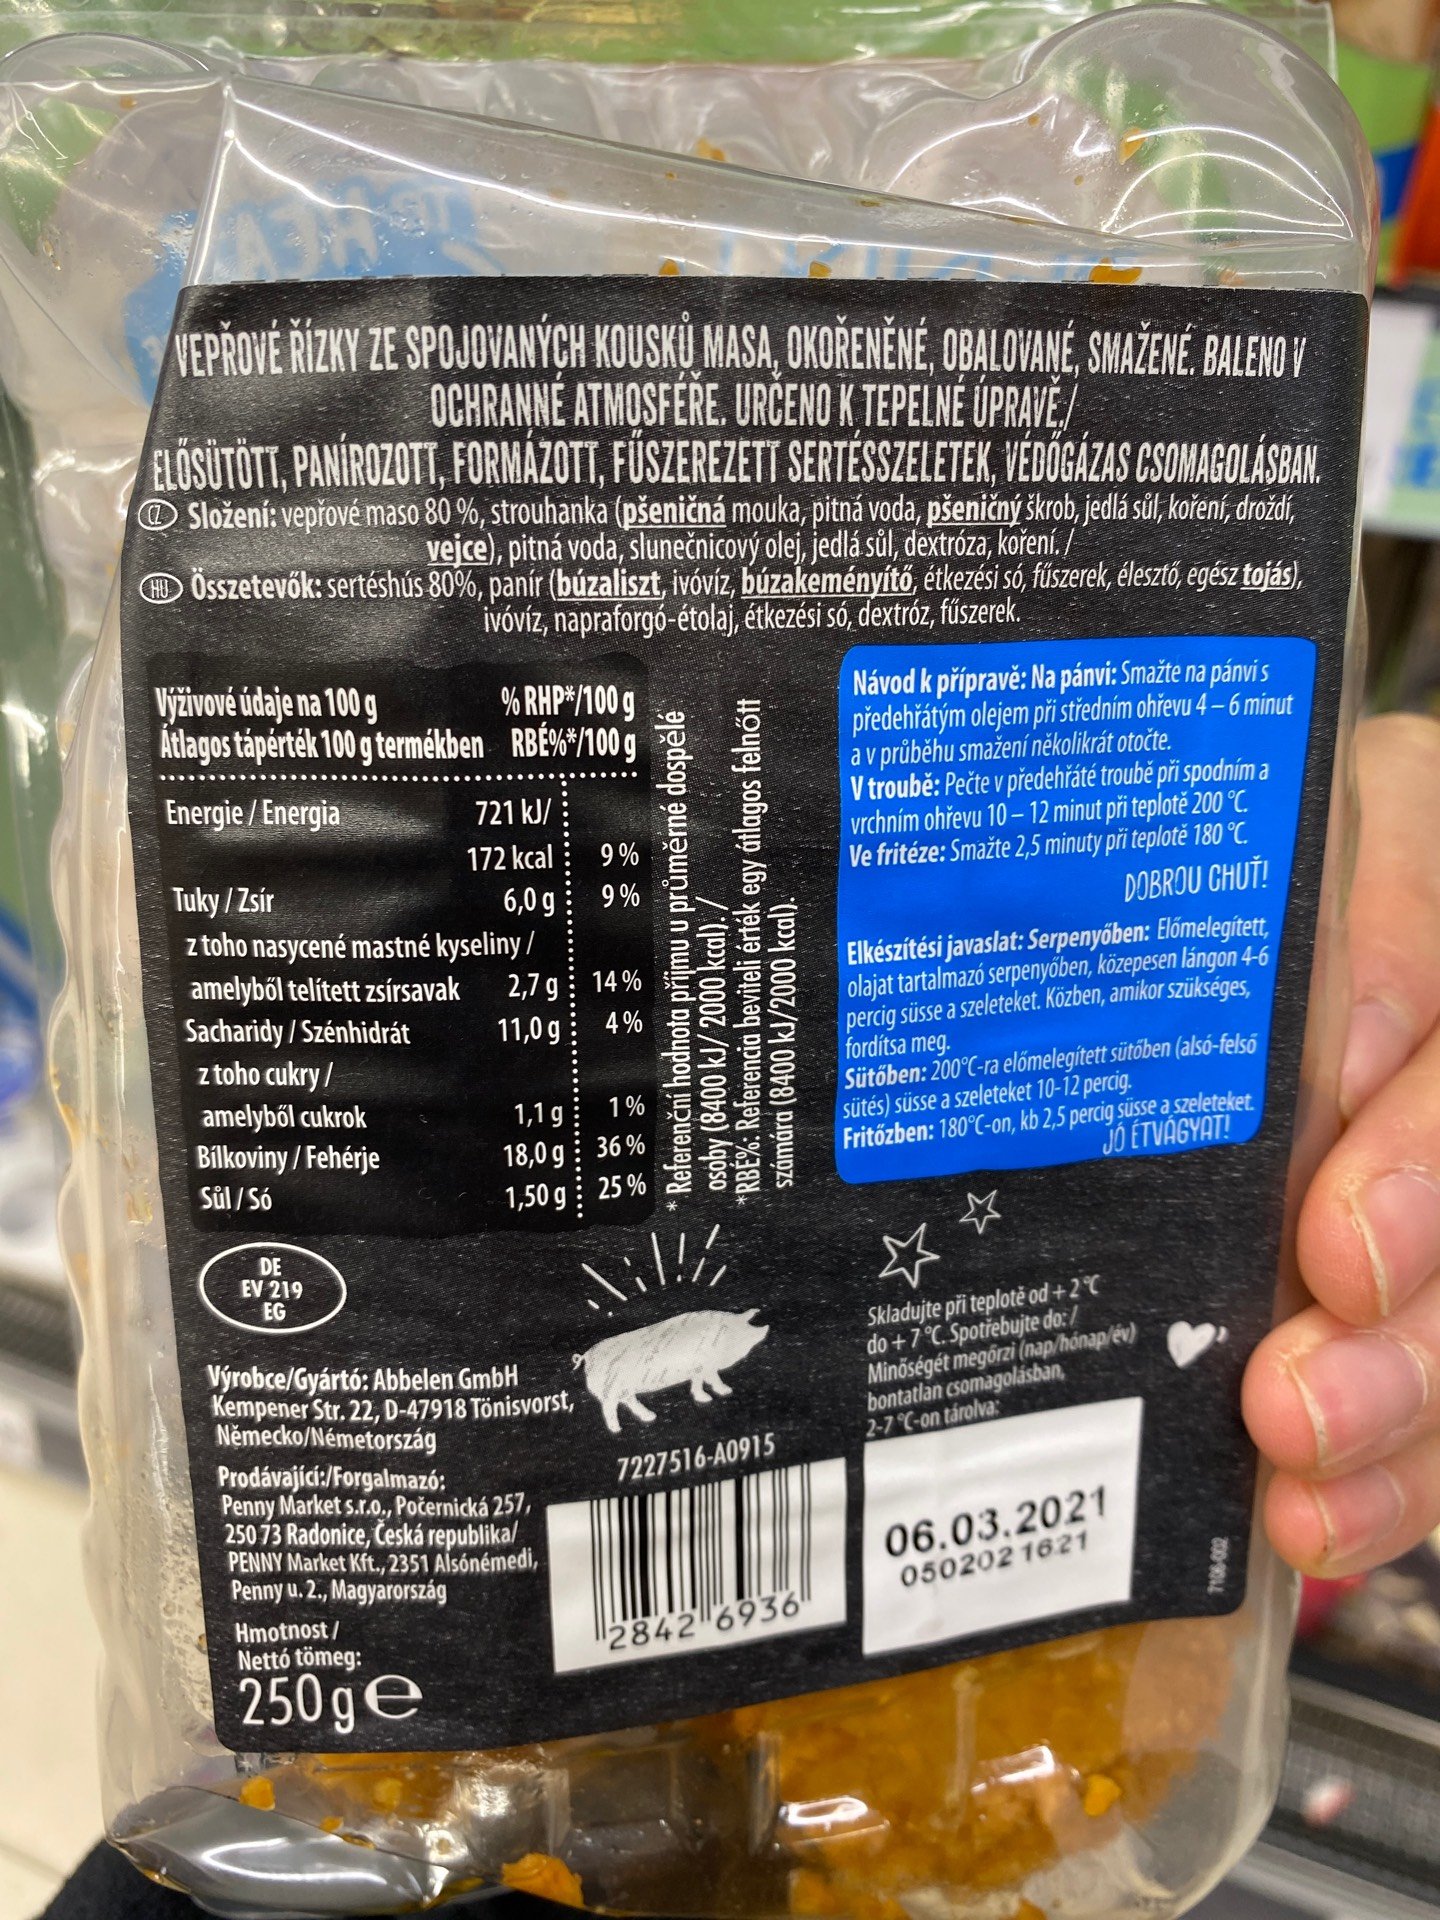 VEPŘOVÉ ŘÍZKY ZE SPOJOVANÝCH KOUSKŮ MASA, OKOŘENĚNÉ, OBALOVANÉ, SMAŽENÉ. BALENO V
OCHRANNÉ ATMOSFÉŘE. URČENO K TEPELNÉ ÚPRAVĚ./
ELŐSÜTÖTT, PANÍROZOTT, FORMÁZOTT, FŰSZEREZETT SERTÉSSZELETEK, VÉDŐGÁZAS CSOMAGOLÁSBAN.
CZ Složení: vepřové maso 80 %, strouhanka (pšeničná mouka, pitná voda, pšeničný škrob, jedlá sůl, koření, droždí,
vejce), pitná voda, slunečnicový olej, jedlá sůl, dextróza, koření. /
HU Összetevők: sertéshús 80%, panír (búzaliszt, ivóvíz, búzakeményítő, étkezési só, fűszerek, élesztő, egész tojás),
ivóvíz, napraforgó-étolaj, étkezési só, dextróz, fűszerek.
Výživové údaje na 100 g % RHP*/100 g
Átlagos tápérték 100 g termékben RBÉ%*/100 g
Energie / Energia 721 kJ/
172 kcal 9 %
Tuky / Zsír 6,0 g 9 %
z toho nasycené mastné kyseliny /
amelyből telített zsírsavak 2,7 g 14 %
Sacharidy / Szénhidrát 11,0 g 4 %
z toho cukry /
amelyből cukrok 1,1 g 1 %
Bílkoviny / Fehérje 18,0 g 36 %
Sůl / Só 1,50 g 25 %
* Referenční hodnota příjmu u průměrné dospělé
osoby (8400 kJ / 2000 kcal). /
*RBÉ%: Referencia beviteli érték egy átlagos felnőtt
számára (8400 kJ/2000 kcal).
Návod k přípravě: Na pánvi: Smažte na pánvi s
předehřátým olejem při středním ohřevu 4 – 6 minut
a v průběhu smažení několikrát otočte.
V troubě: Pečte v předehřáté troubě při spodním a
vrchním ohřevu 10 – 12 minut při teplotě 200 °C.
Ve fritéze: Smažte 2,5 minuty při teplotě 180 °C.
DOBROU CHUŤ!
Elkészítési javaslat: Serpenyőben: Előmelegített,
olajat tartalmazó serpenyőben, közepesen lángon 4-6
percig süsse a szeleteket. Közben, amikor szükséges,
fordítsa meg.
Sütőben: 200°C-ra előmelegített sütőben (alsó-felső
sütés) süsse a szeleteket 10-12 percig.
Fritőzben: 180°C-on, kb 2,5 percig süsse a szeleteket.
JÓ ÉTVÁGYAT!
DE
EV 219
EG
Výrobce/Gyártó: Abbelen GmbH
Kempener Str. 22, D-47918 Tönisvorst,
Německo/Németország
Prodávající:/Forgalmazó:
Penny Market s.r.o., Počernická 257,
250 73 Radonice, Česká republika/
PENNY Market Kft., 2351 Alsónémedi,
Penny u. 2., Magyarország
Hmotnost /
Nettó tömeg:
250 g e
7227516-A0915
2842 6936
Skladujte při teplotě od + 2 °C
do + 7 °C. Spotřebujte do: /
Minőségét megőrzi (nap/hónap/év)
bontatlan csomagolásban,
2-7 °C-on tárolva:
06.03.2021
0502021621
7106-002